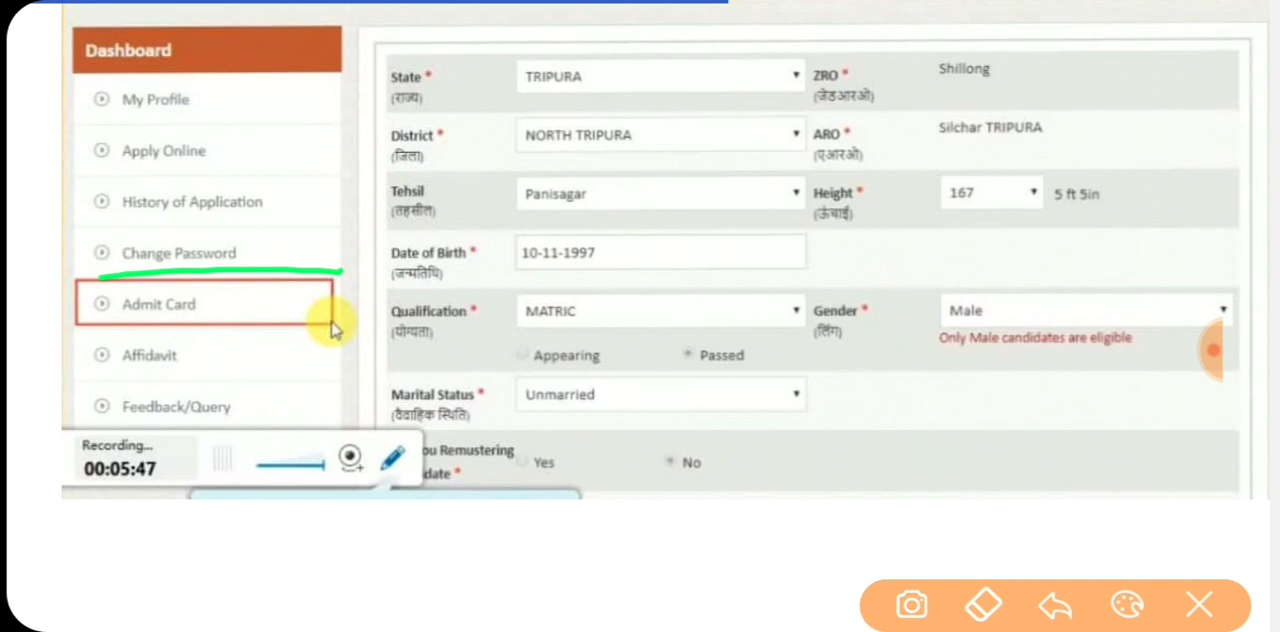 Dashboard
My Profile
Apply Online
History of Application
Change Password
Admit Card
Affidavit
Feedback/Query
Recording...
00:05:47
State * TRIPURA ZRO * Shillong
(राज्य) (जेडआरओ)
District * NORTH TRIPURA ARO * Silchar TRIPURA
(जिला) (एआरओ)
Tehsil Panisagar Height * 167 5 ft 5in
(तहसील) (ऊंचाई)
Date of Birth * 10-11-1997
(जन्मतिथि)
Qualification * MATRIC Gender * Male
(योग्यता) (लिंग) Only Male candidates are eligible
Appearing Passed
Marital Status * Unmarried
(वैवाहिक स्थिति)
ou Remustering Yes No
date *